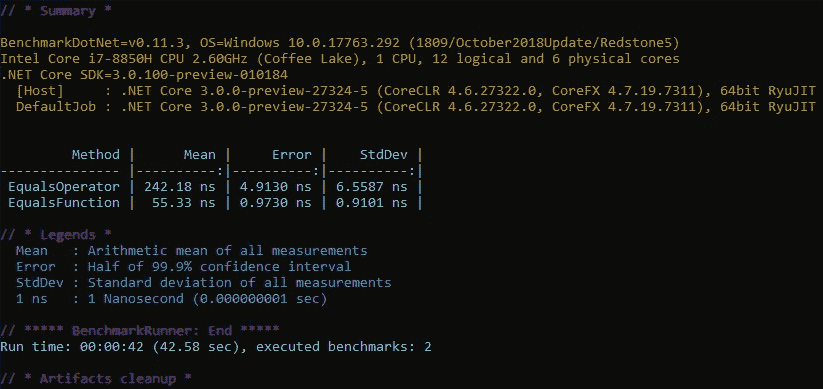 // * Summary *
BenchmarkDotNet=v0.11.3, OS=Windows 10.0.17763.292 (1809/October2018Update/Redstone5)
Intel Core i7-8850H CPU 2.60GHz (Coffee Lake), 1 CPU, 12 logical and 6 physical cores
.NET Core SDK=3.0.100-preview-010184
  [Host]     : .NET Core 3.0.0-preview-27324-5 (CoreCLR 4.6.27322.0, CoreFX 4.7.19.7311), 64bit RyuJIT
  DefaultJob : .NET Core 3.0.0-preview-27324-5 (CoreCLR 4.6.27322.0, CoreFX 4.7.19.7311), 64bit RyuJIT
         Method |      Mean |     Error |    StdDev |
--------------- |----------:|----------:|----------:|
 EqualsOperator | 242.18 ns | 4.9130 ns | 6.5587 ns |
 EqualsFunction |  55.33 ns | 0.9730 ns | 0.9101 ns |
// * Legends *
  Mean   : Arithmetic mean of all measurements
  Error  : Half of 99.9% confidence interval
  StdDev : Standard deviation of all measurements
  1 ns   : 1 Nanosecond (0.000000001 sec)
// ***** BenchmarkRunner: End *****
Run time: 00:00:42 (42.58 sec), executed benchmarks: 2
// * Artifacts cleanup *